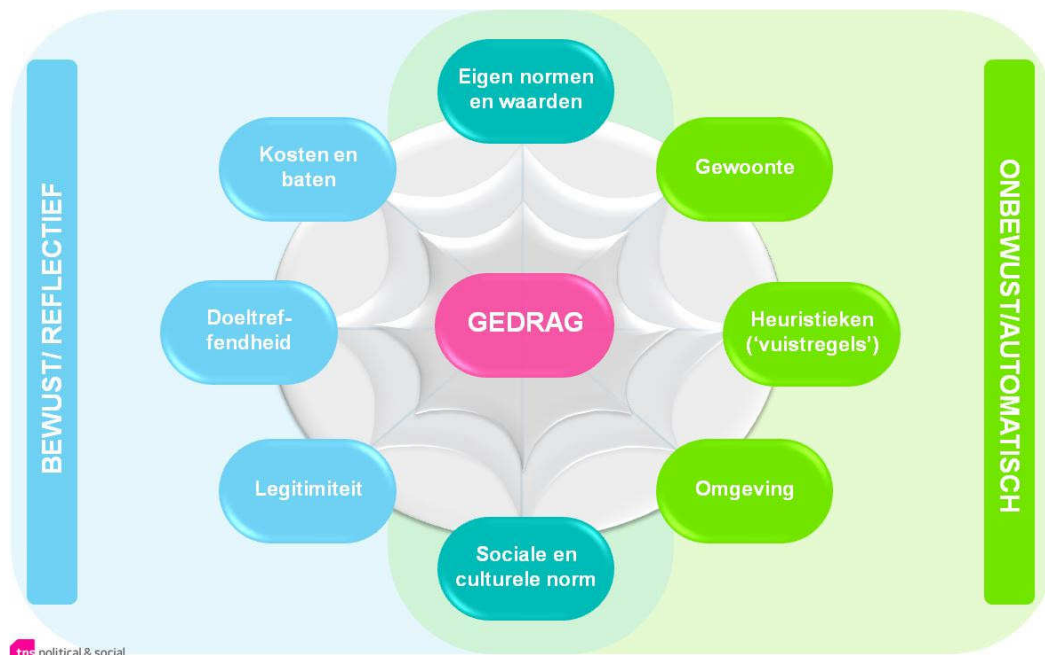 BEWUST/ REFLECTIEF
Eigen normen
en waarden
Kosten en
baten
Gewoonte
Doeltref-
fendheid
GEDRAG
Heuristieken
('vuistregels')
Legitimiteit
Omgeving
Sociale en
culturele norm
ONBEWUST/AUTOMATISCH
tns political & social